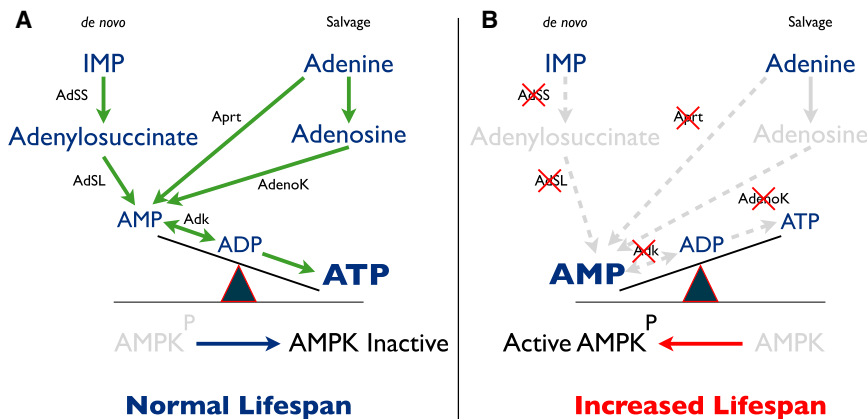 A
de novo
Salvage
IMP
Adenine
AdSS
Aprt
Adenylosuccinate
Adenosine
AdSL
AdenoK
AMP
Adk
ADP
ATP
AMPK P
AMPK Inactive
Normal Lifespan
B
de novo
Salvage
IMP
Adenine
AdSS
Aprt
Adenylosuccinate
Adenosine
AdSL
AdenoK
ATP
Adk
ADP
AMP
Active AMPK P
AMPK
Increased Lifespan